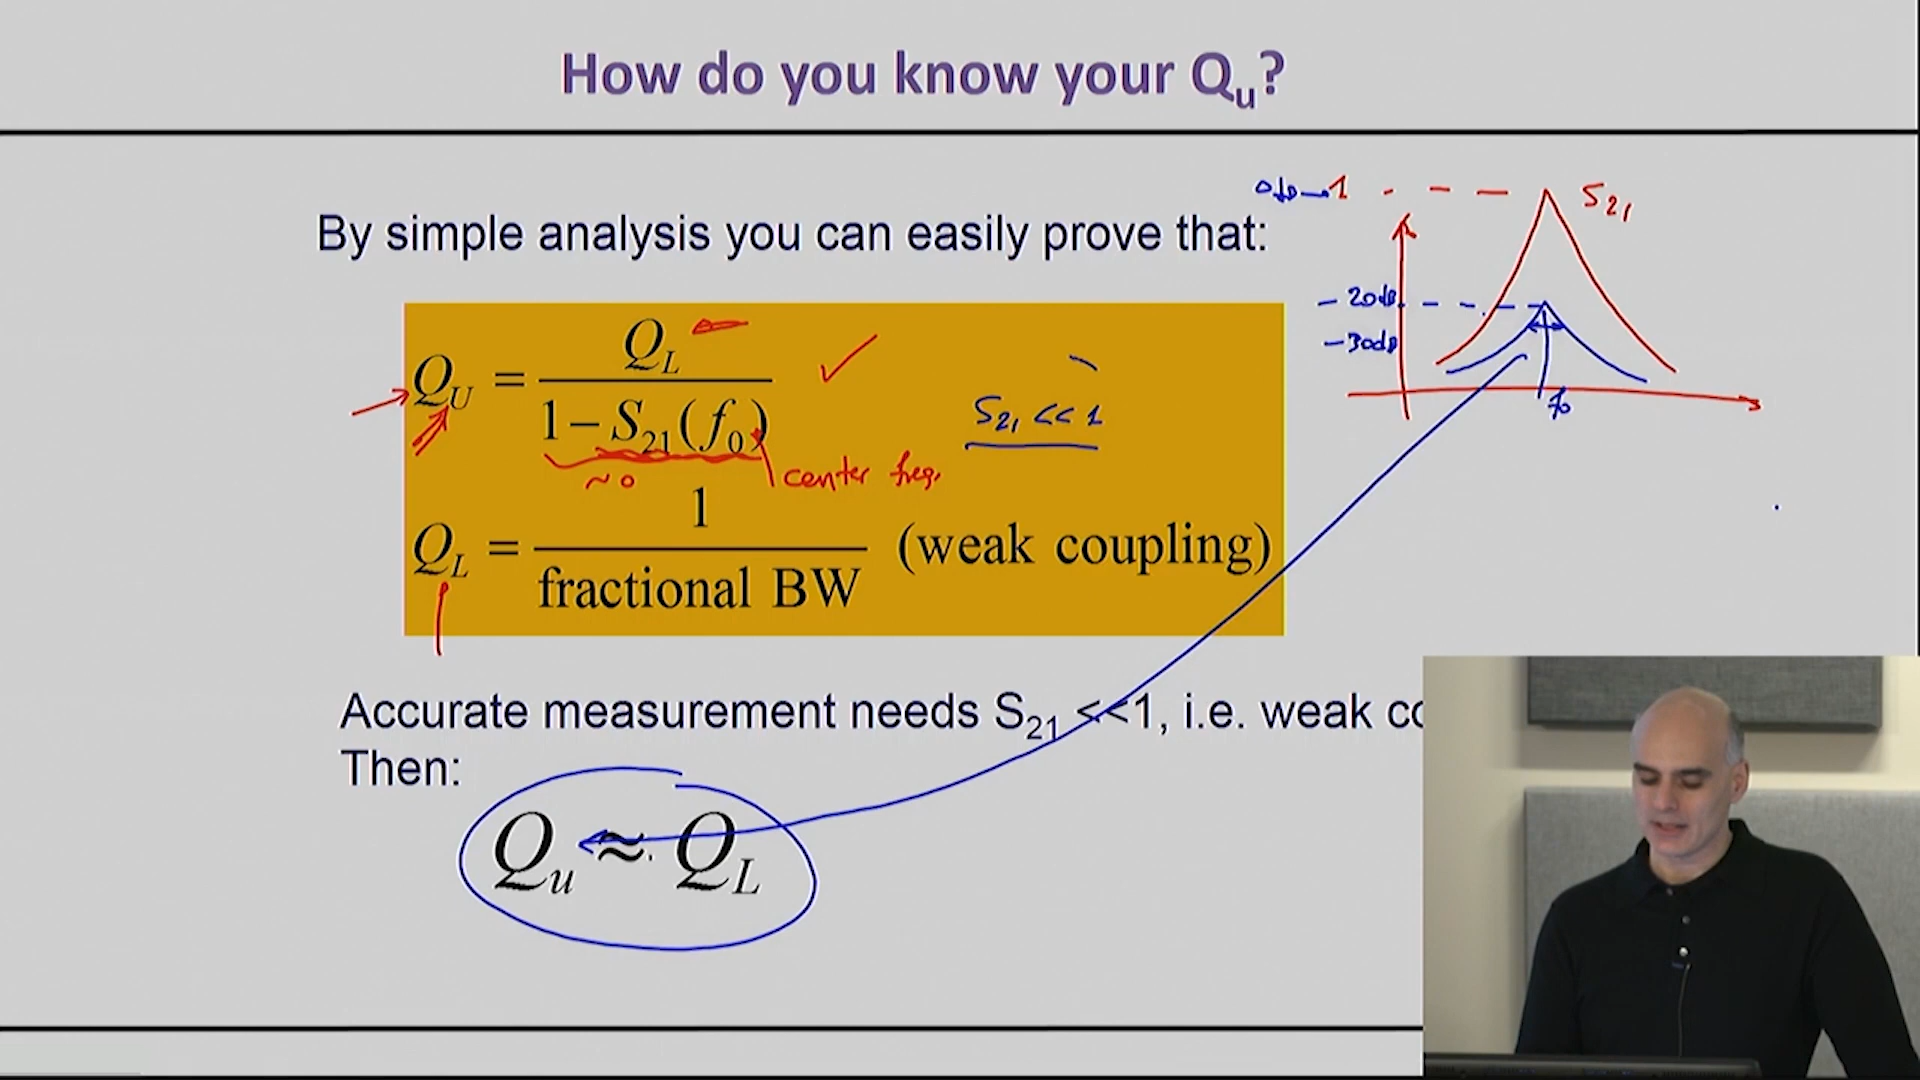 How do you know your Qu?
0db→1
S21
By simple analysis you can easily prove that:
-20db
-30db
f0
QU = QL / (1−S21(f0))
S21 << 1
~0
center freq.
QL = 1 / fractional BW (weak coupling)
Accurate measurement needs S21 <<1, i.e. weak co
Then:
Qu ≈ QL